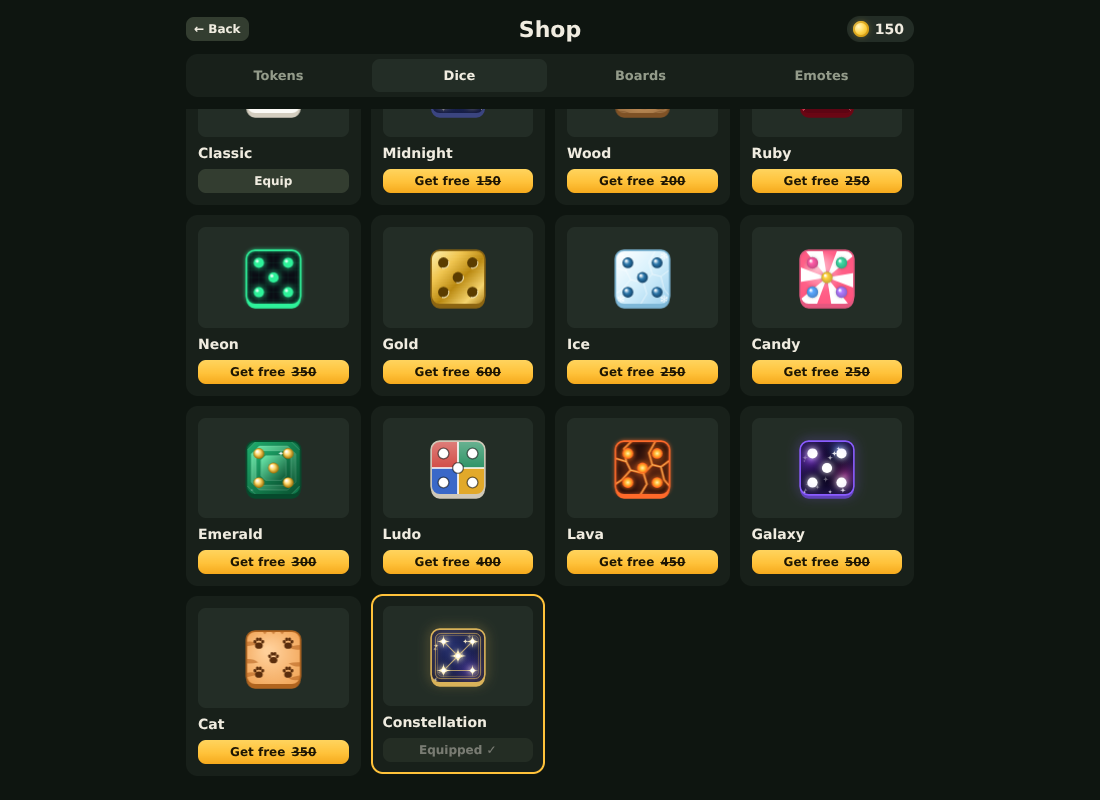 ← Back
Shop
150
Tokens
Dice
Boards
Emotes
Classic
Midnight
Wood
Ruby
Equip
Get free 150
Get free 200
Get free 250
Neon
Gold
Ice
Candy
Get free 350
Get free 600
Get free 250
Get free 250
Emerald
Ludo
Lava
Galaxy
Get free 300
Get free 400
Get free 450
Get free 500
Cat
Constellation
Get free 350
Equipped ✓